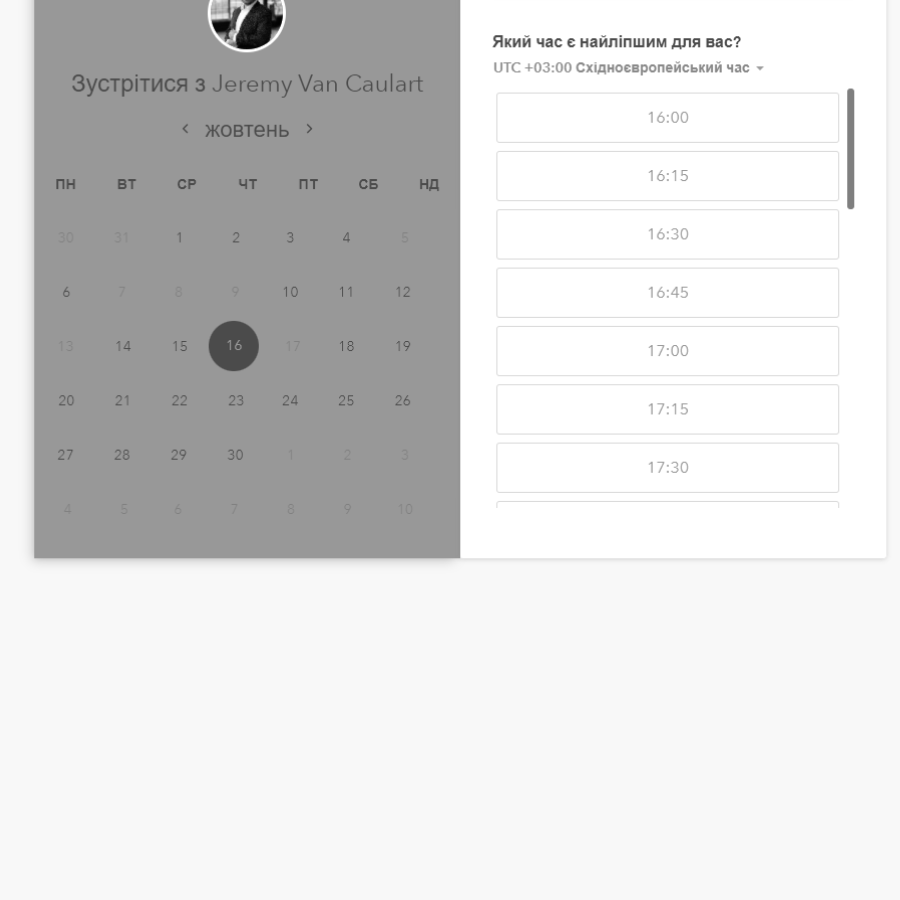 Зустрітися з Jeremy Van Caulart
жовтень
ПН ВТ СР ЧТ ПТ СБ НД
30 31 1 2 3 4 5
6 7 8 9 10 11 12
13 14 15 16 17 18 19
20 21 22 23 24 25 26
27 28 29 30 1 2 3
4 5 6 7 8 9 10
Який час є найліпшим для вас?
UTC +03:00 Східноєвропейський час
16:00
16:15
16:30
16:45
17:00
17:15
17:30